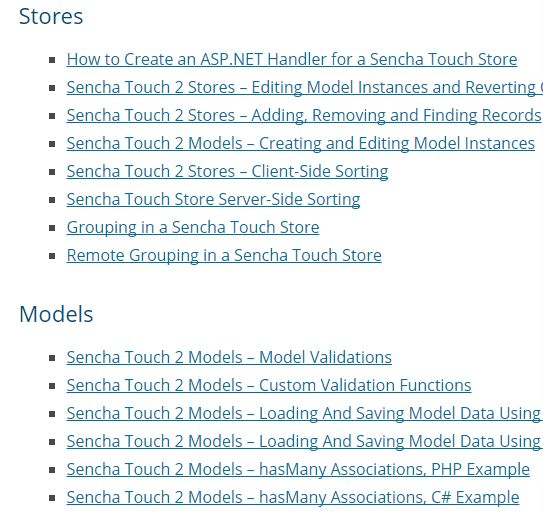 Stores
How to Create an ASP.NET Handler for a Sencha Touch Store
Sencha Touch 2 Stores – Editing Model Instances and Reverting
Sencha Touch 2 Stores – Adding, Removing and Finding Records
Sencha Touch 2 Models – Creating and Editing Model Instances
Sencha Touch 2 Stores – Client-Side Sorting
Sencha Touch Store Server-Side Sorting
Grouping in a Sencha Touch Store
Remote Grouping in a Sencha Touch Store
Models
Sencha Touch 2 Models – Model Validations
Sencha Touch 2 Models – Custom Validation Functions
Sencha Touch 2 Models – Loading And Saving Model Data Using
Sencha Touch 2 Models – Loading And Saving Model Data Using
Sencha Touch 2 Models – hasMany Associations, PHP Example
Sencha Touch 2 Models – hasMany Associations, C# Example